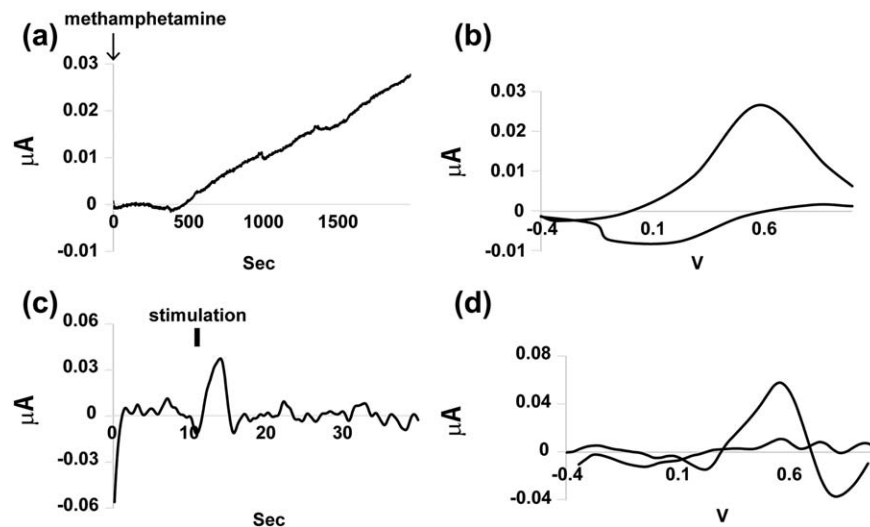 (a)
methamphetamine
0.03
0.02
0.01
0
-0.01
μA
0 500 1000 1500
Sec
(b)
0.04
0.03
0.02
0.01
0
-0.01
μA
-0.4 0.1 0.6
V
(c)
stimulation
0.06
0.03
0
-0.03
-0.06
μA
0 10 20 30
Sec
(d)
0.08
0.04
0
-0.04
μA
-0.4 0.1 0.6
V